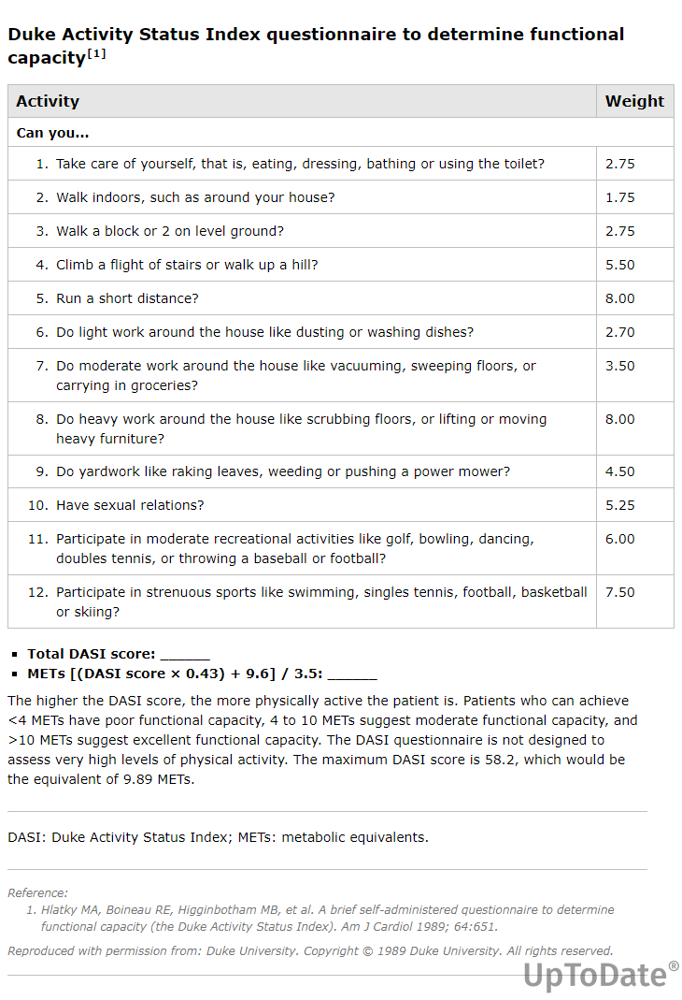 Duke Activity Status Index questionnaire to determine functional
capacity[1]
Activity Weight
Can you...
1. Take care of yourself, that is, eating, dressing, bathing or using the toilet? 2.75
2. Walk indoors, such as around your house? 1.75
3. Walk a block or 2 on level ground? 2.75
4. Climb a flight of stairs or walk up a hill? 5.50
5. Run a short distance? 8.00
6. Do light work around the house like dusting or washing dishes? 2.70
7. Do moderate work around the house like vacuuming, sweeping floors, or 3.50
carrying in groceries?
8. Do heavy work around the house like scrubbing floors, or lifting or moving 8.00
heavy furniture?
9. Do yardwork like raking leaves, weeding or pushing a power mower? 4.50
10. Have sexual relations? 5.25
11. Participate in moderate recreational activities like golf, bowling, dancing, 6.00
doubles tennis, or throwing a baseball or football?
12. Participate in strenuous sports like swimming, singles tennis, football, basketball 7.50
or skiing?
▪ Total DASI score: ______
▪ METs [(DASI score × 0.43) + 9.6] / 3.5: ______
The higher the DASI score, the more physically active the patient is. Patients who can achieve
<4 METs have poor functional capacity, 4 to 10 METs suggest moderate functional capacity, and
>10 METs suggest excellent functional capacity. The DASI questionnaire is not designed to
assess very high levels of physical activity. The maximum DASI score is 58.2, which would be
the equivalent of 9.89 METs.
DASI: Duke Activity Status Index; METs: metabolic equivalents.
Reference:
1. Hlatky MA, Boineau RE, Higginbotham MB, et al. A brief self-administered questionnaire to determine
functional capacity (the Duke Activity Status Index). Am J Cardiol 1989; 64:651.
Reproduced with permission from: Duke University. Copyright © 1989 Duke University. All rights reserved.
UpToDate®